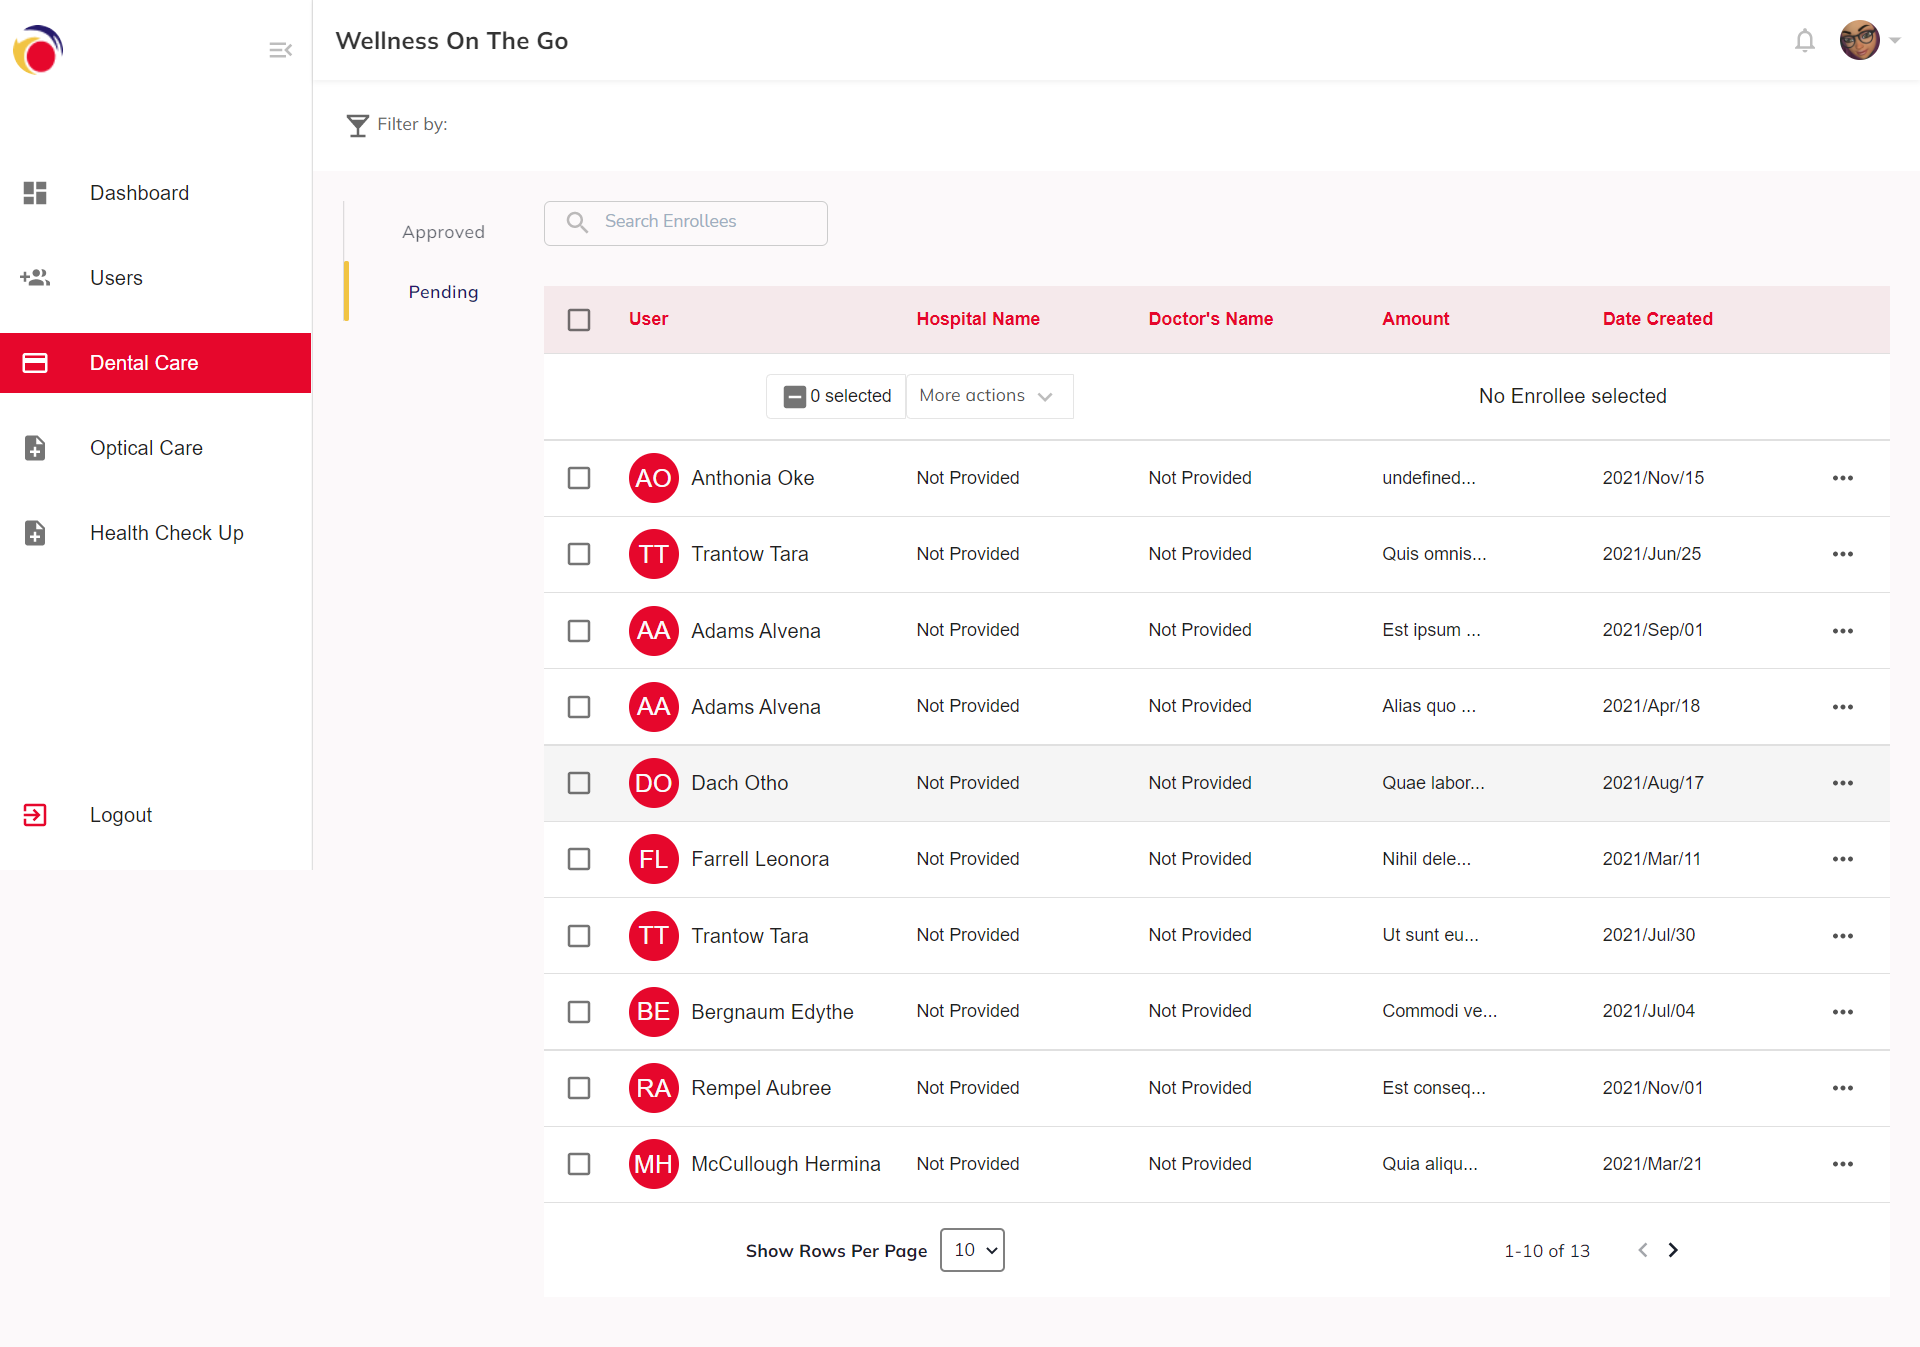 Wellness On The Go
Filter by:
Dashboard
Users
Dental Care
Optical Care
Health Check Up
Logout
Approved
Pending
Search Enrollees
User Hospital Name Doctor's Name Amount Date Created
0 selected More actions No Enrollee selected
AO Anthonia Oke Not Provided Not Provided undefined... 2021/Nov/15
TT Trantow Tara Not Provided Not Provided Quis omnis... 2021/Jun/25
AA Adams Alvena Not Provided Not Provided Est ipsum ... 2021/Sep/01
AA Adams Alvena Not Provided Not Provided Alias quo ... 2021/Apr/18
DO Dach Otho Not Provided Not Provided Quae labor... 2021/Aug/17
FL Farrell Leonora Not Provided Not Provided Nihil dele... 2021/Mar/11
TT Trantow Tara Not Provided Not Provided Ut sunt eu... 2021/Jul/30
BE Bergnaum Edythe Not Provided Not Provided Commodi ve... 2021/Jul/04
RA Rempel Aubree Not Provided Not Provided Est conseq... 2021/Nov/01
MH McCullough Hermina Not Provided Not Provided Quia aliqu... 2021/Mar/21
Show Rows Per Page 10 1-10 of 13